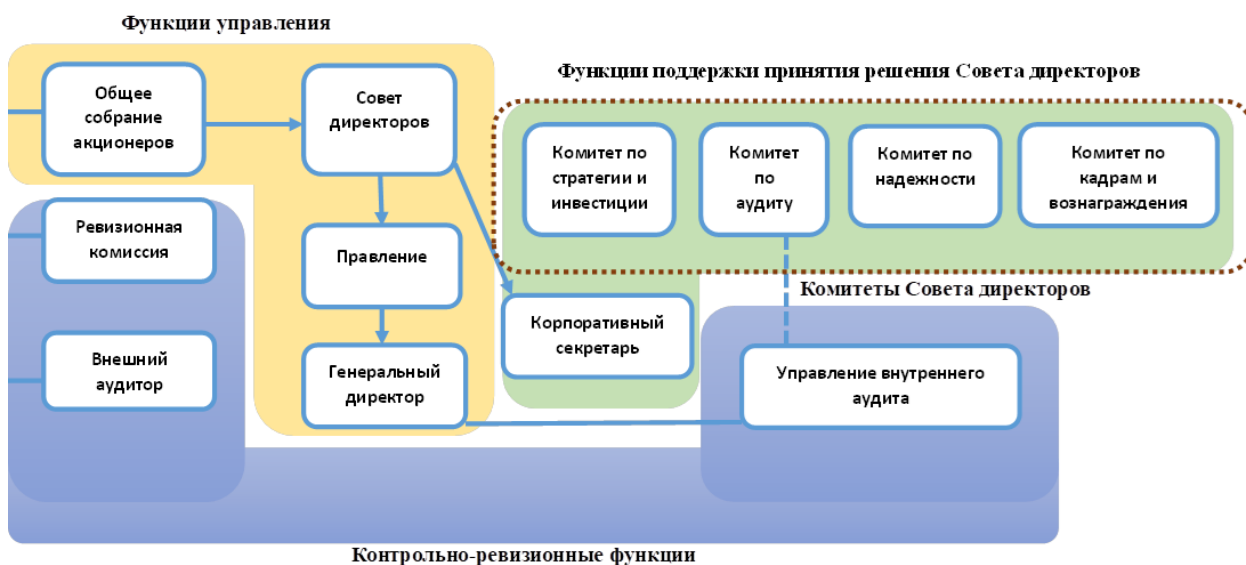 Функции управления
Функции поддержки принятия решения Совета директоров
Общее
собрание
акционеров
Совет
директоров
Комитет по
стратегии и
инвестиции
Комитет
по
аудиту
Комитет по
надежности
Комитет по
кадрам и
вознаграждения
Ревизионная
комиссия
Правление
Комитеты Совета директоров
Корпоративный
секретарь
Внешний
аудитор
Генеральный
директор
Управление внутреннего
аудита
Контрольно-ревизионные функции